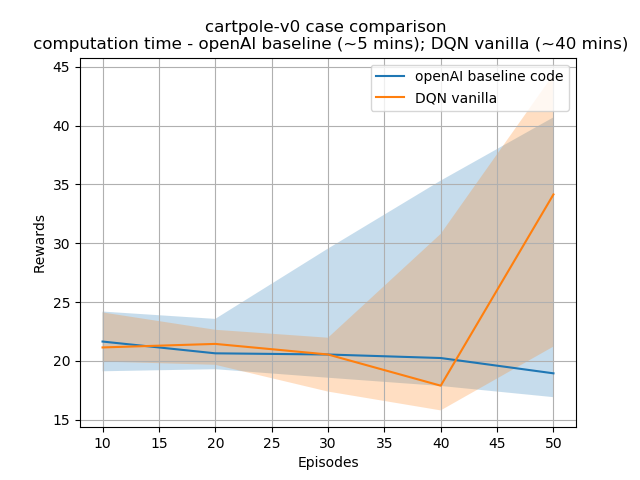 cartpole-v0 case comparison
computation time - openAI baseline (~5 mins); DQN vanilla (~40 mins)
openAI baseline code
DQN vanilla
Rewards
45
40
35
30
25
20
15
10 15 20 25 30 35 40 45 50
Episodes